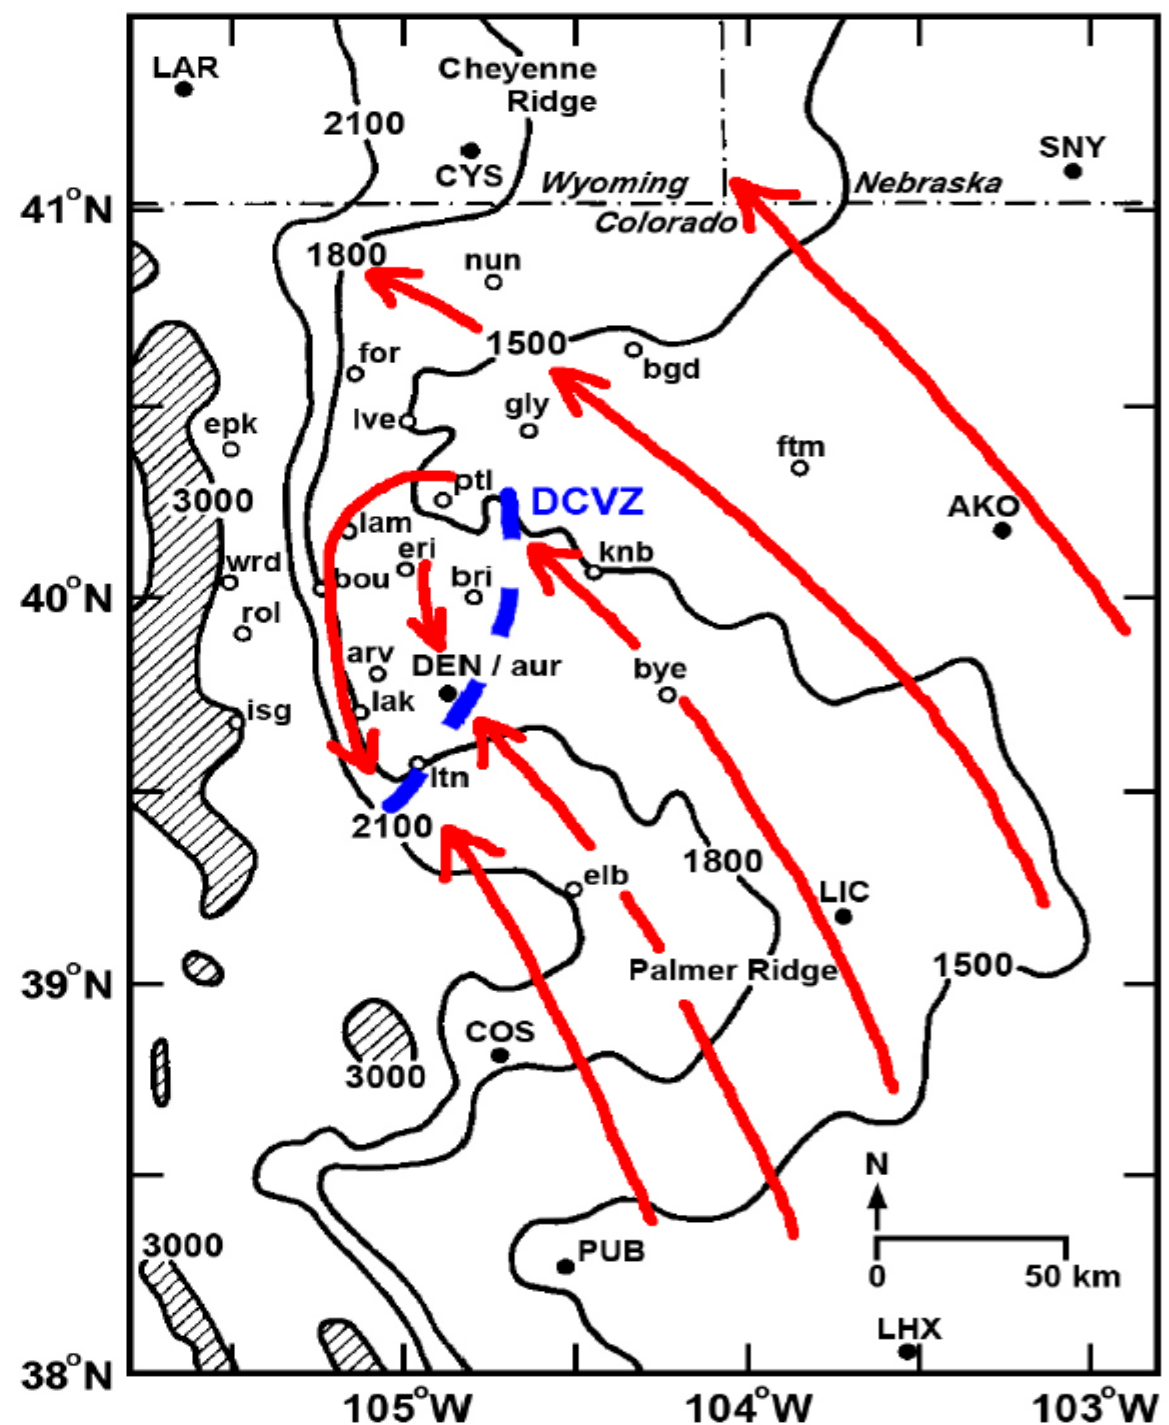 LAR
Cheyenne
Ridge
2100
CYS
SNY
Wyoming
Nebraska
41°N
Colorado
1800
nun
1500
for
bgd
gly
lve
epk
ftm
ptl
3000
DCVZ
AKO
lam
eri
knb
wrd
bou
bri
40°N
rol
arv
DEN / aur
bye
isg
lak
ltn
2100
1800
elb
LIC
Palmer Ridge
1500
39°N
COS
3000
N
3000
PUB
0
50 km
LHX
38°N
105°W
104°W
103°W